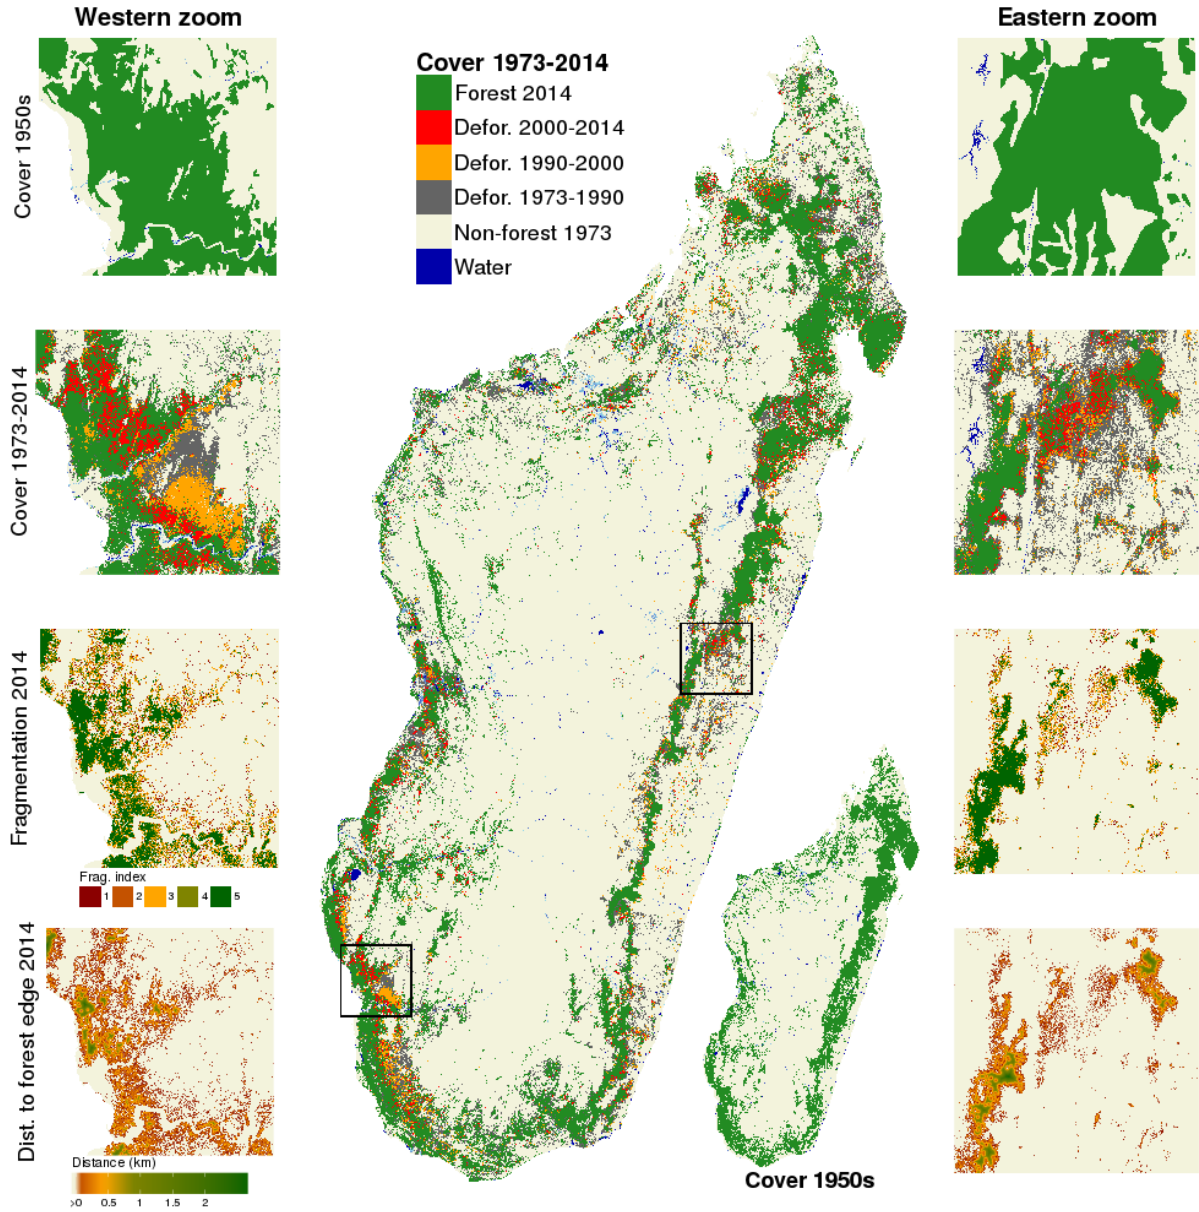 Western zoom
Eastern zoom
Cover 1950s
Cover 1973-2014
Fragmentation 2014
Dist. to forest edge 2014
Cover 1973-2014
Forest 2014
Defor. 2000-2014
Defor. 1990-2000
Defor. 1973-1990
Non-forest 1973
Water
Frag. index
1 2 3 4 5
Distance (km)
>0 0.5 1 1.5 2
Cover 1950s